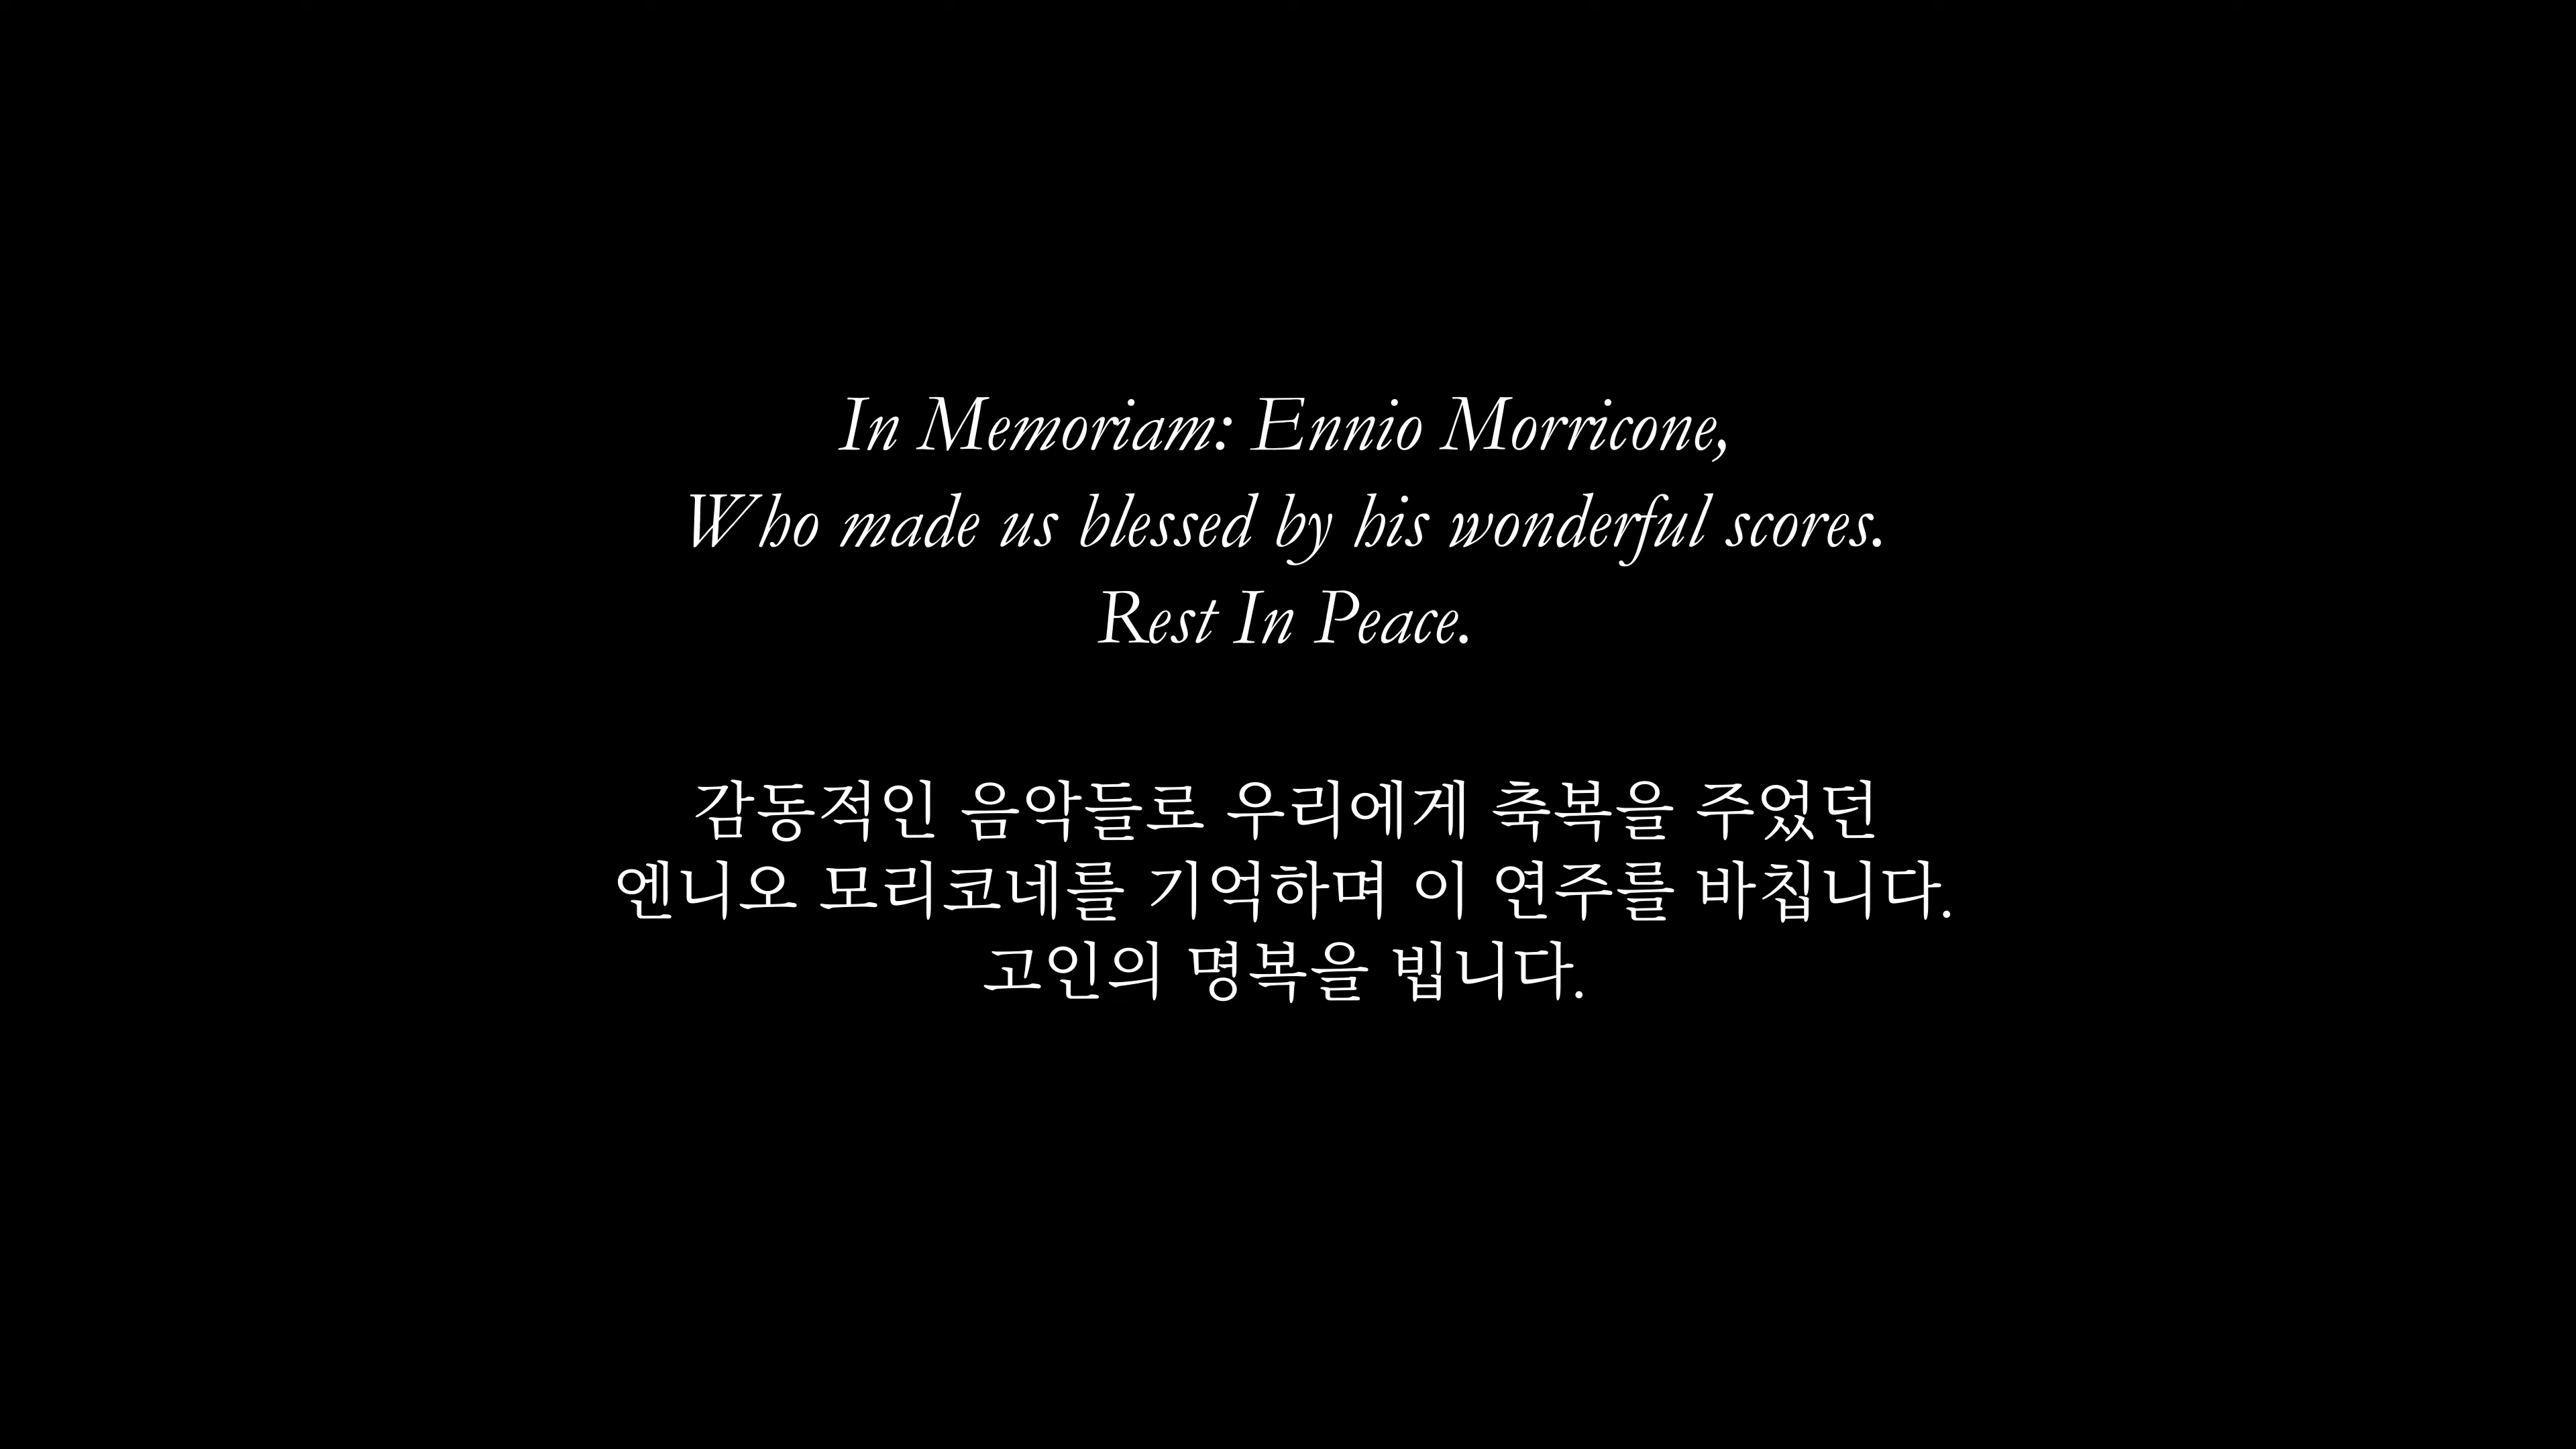 In Memoriam: Ennio Morricone,
Who made us blessed by his wonderful scores.
Rest In Peace.
감동적인 음악들로 우리에게 축복을 주었던
엔니오 모리코네를 기억하며 이 연주를 바칩니다.
고인의 명복을 빕니다.